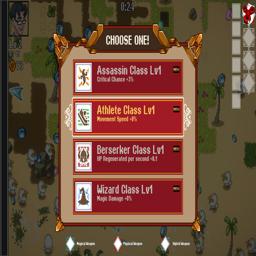 0:24
CHOOSE ONE!
Assassin Class Lv1
Critical Chance +3%
Athlete Class Lv1
Movement Speed +8%
Berserker Class Lv1
HP Regenerated per second +0.1
Wizard Class Lv1
Magic Damage +8%
Magical Weapon
Physical Weapon
Hybrid Weapon